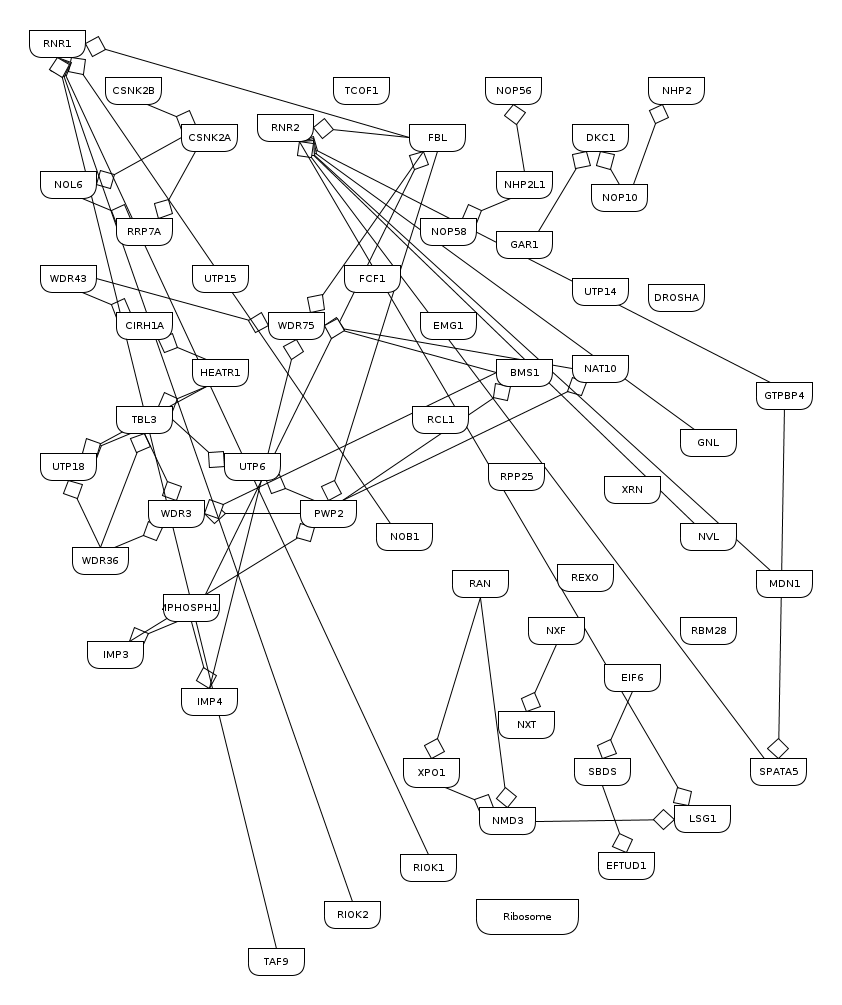 RNR1
CSNK2B
TCOF1
NOP56
NHP2
CSNK2A
RNR2
FBL
DKC1
NOL6
NHP2L1
NOP10
RRP7A
NOP58
GAR1
WDR43
UTP15
FCF1
UTP14
DROSHA
CIRH1A
WDR75
EMG1
HEATR1
BMS1
NAT10
GTPBP4
TBL3
RCL1
GNL
UTP18
UTP6
RPP25
XRN
WDR3
PWP2
NOB1
NVL
WDR36
RAN
REXO
MDN1
MPHOSPH1
NXF
RBM28
IMP3
EIF6
IMP4
NXT
XPO1
SBDS
SPATA5
NMD3
LSG1
RIOK1
EFTUD1
RIOK2
Ribosome
TAF9